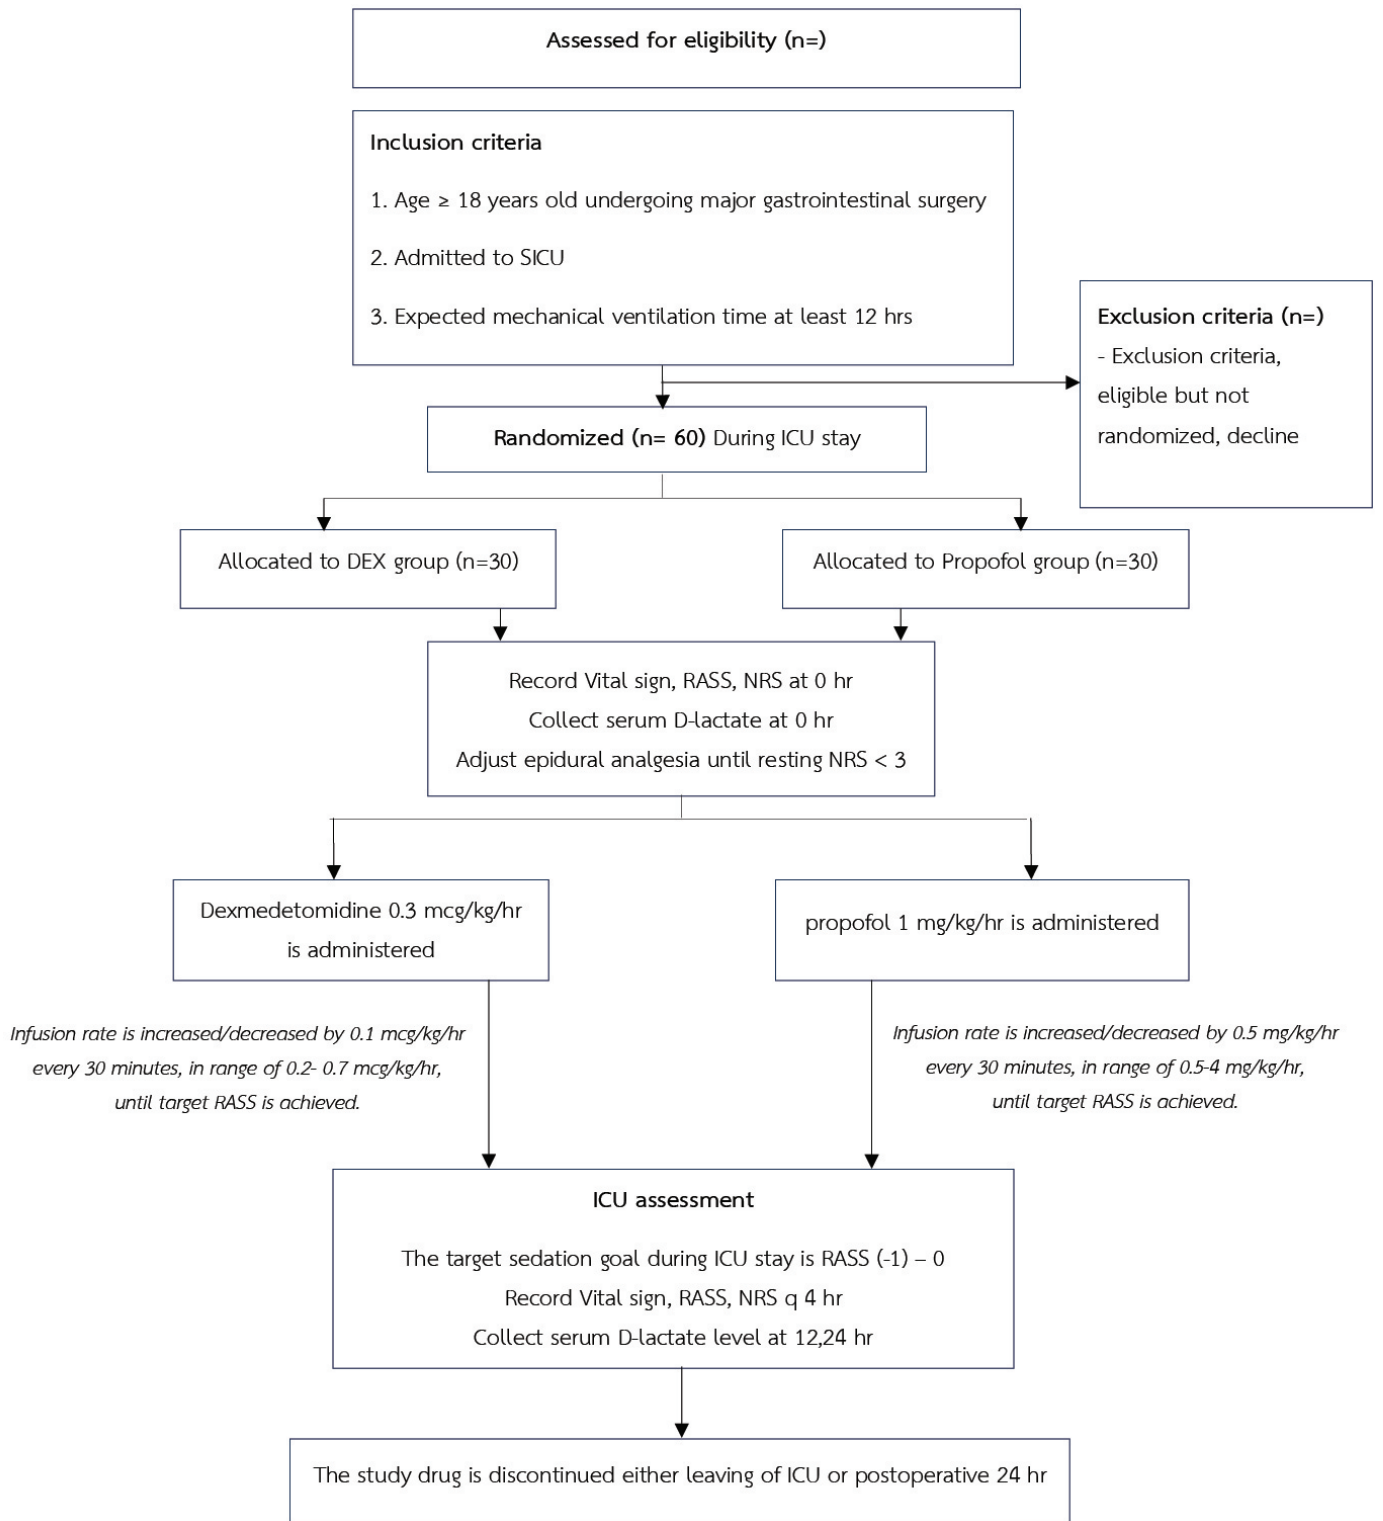 Assessed for eligibility (n=)
Inclusion criteria
1. Age ≥ 18 years old undergoing major gastrointestinal surgery
2. Admitted to SICU
3. Expected mechanical ventilation time at least 12 hrs
Exclusion criteria (n=)
- Exclusion criteria,
eligible but not
randomized, decline
Randomized (n= 60) During ICU stay
Allocated to DEX group (n=30)
Allocated to Propofol group (n=30)
Record Vital sign, RASS, NRS at 0 hr
Collect serum D-lactate at 0 hr
Adjust epidural analgesia until resting NRS < 3
Dexmedetomidine 0.3 mcg/kg/hr
is administered
propofol 1 mg/kg/hr is administered
Infusion rate is increased/decreased by 0.1 mcg/kg/hr
every 30 minutes, in range of 0.2- 0.7 mcg/kg/hr,
until target RASS is achieved.
Infusion rate is increased/decreased by 0.5 mg/kg/hr
every 30 minutes, in range of 0.5-4 mg/kg/hr,
until target RASS is achieved.
ICU assessment
The target sedation goal during ICU stay is RASS (-1) – 0
Record Vital sign, RASS, NRS q 4 hr
Collect serum D-lactate level at 12,24 hr
The study drug is discontinued either leaving of ICU or postoperative 24 hr